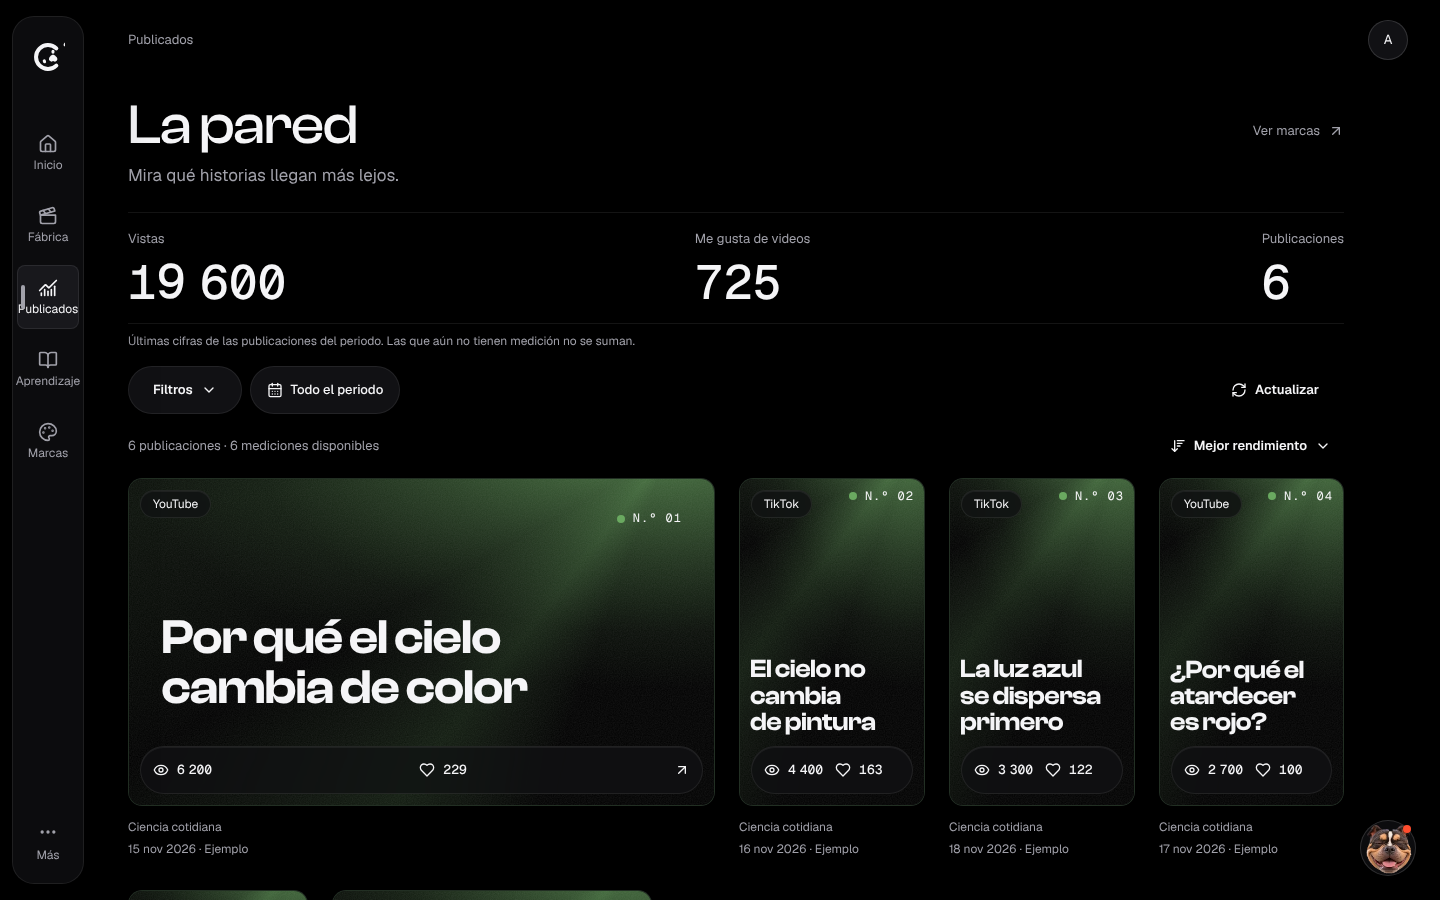 Publicados
A
La pared
Ver marcas
Mira qué historias llegan más lejos.
Inicio
Fábrica
Publicados
Aprendizaje
Marcas
Más
Vistas
19 600
Me gusta de videos
725
Publicaciones
6
Últimas cifras de las publicaciones del periodo. Las que aún no tienen medición no se suman.
Filtros
Todo el periodo
Actualizar
6 publicaciones · 6 mediciones disponibles
Mejor rendimiento
YouTube
N.º 01
Por qué el cielo
cambia de color
6 200
229
Ciencia cotidiana
15 nov 2026 · Ejemplo
TikTok
N.º 02
El cielo no
cambia
de pintura
4 400
163
Ciencia cotidiana
16 nov 2026 · Ejemplo
TikTok
N.º 03
La luz azul
se dispersa
primero
3 300
122
Ciencia cotidiana
18 nov 2026 · Ejemplo
YouTube
N.º 04
¿Por qué el
atardecer
es rojo?
2 700
100
Ciencia cotidiana
17 nov 2026 · Ejemplo